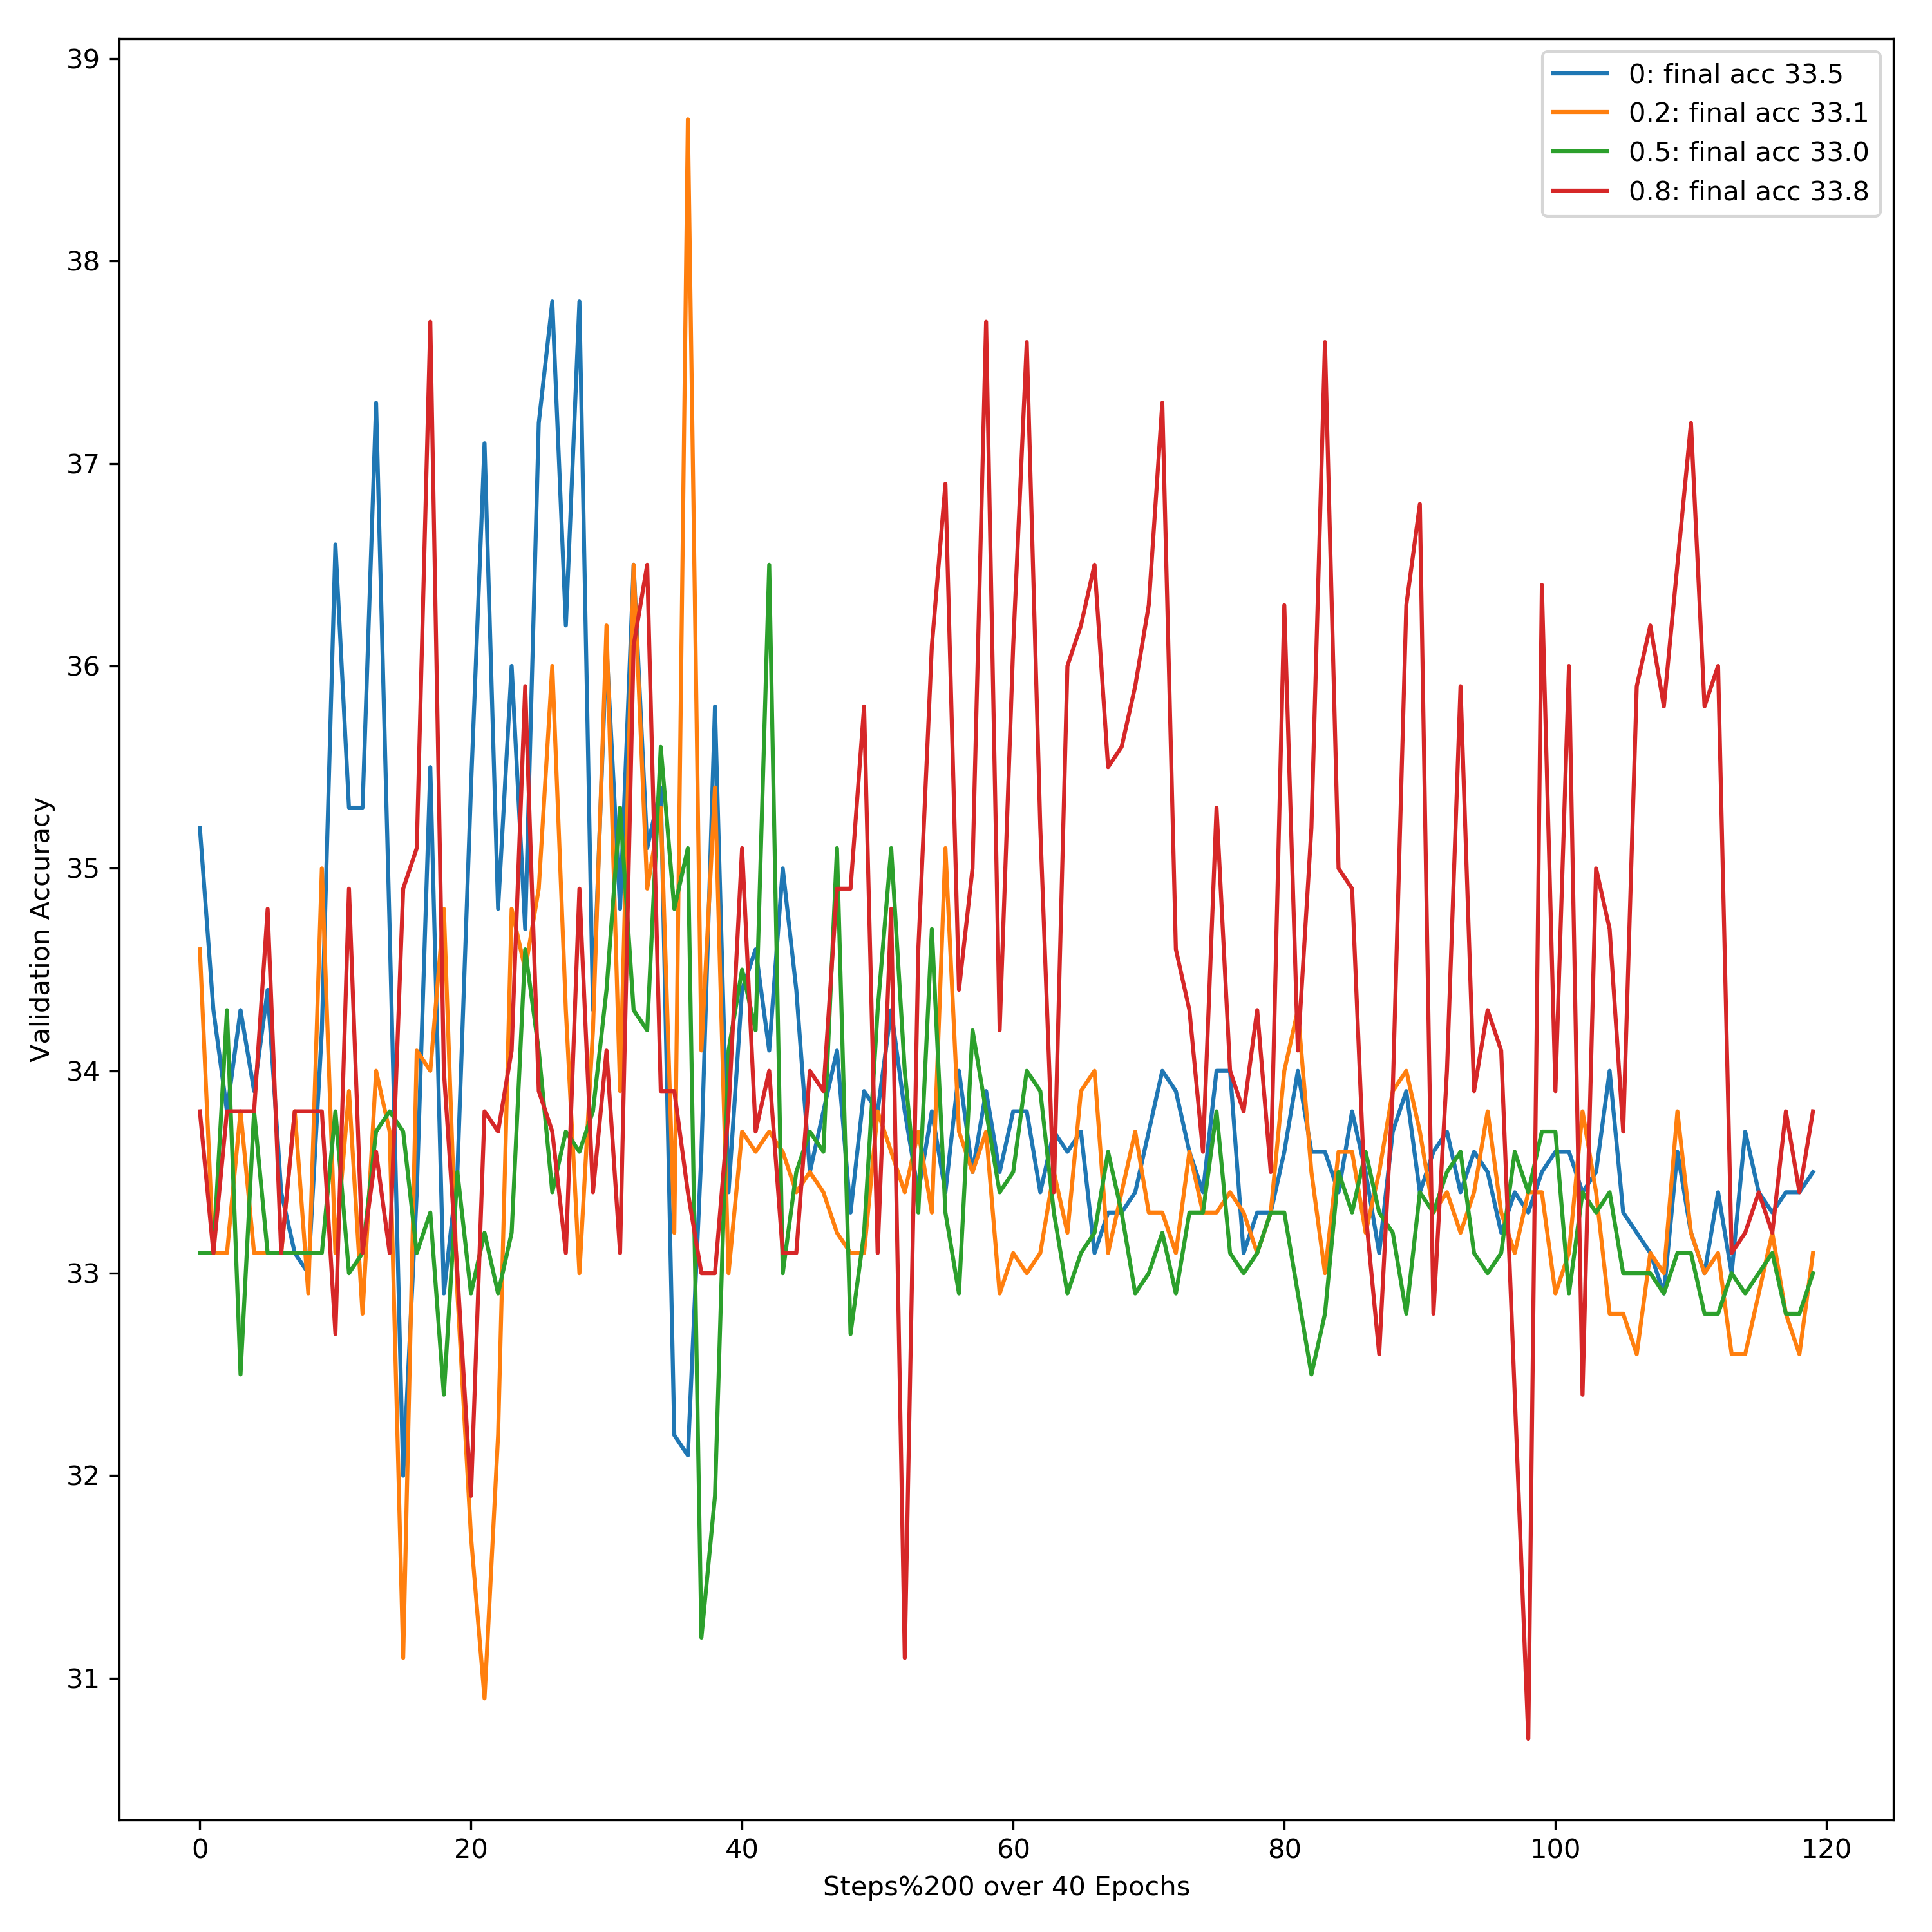 39
38
37
36
35
34
33
32
31
Validation Accuracy
0: final acc 33.5
0.2: final acc 33.1
0.5: final acc 33.0
0.8: final acc 33.8
0 20 40 60 80 100 120
Steps%200 over 40 Epochs